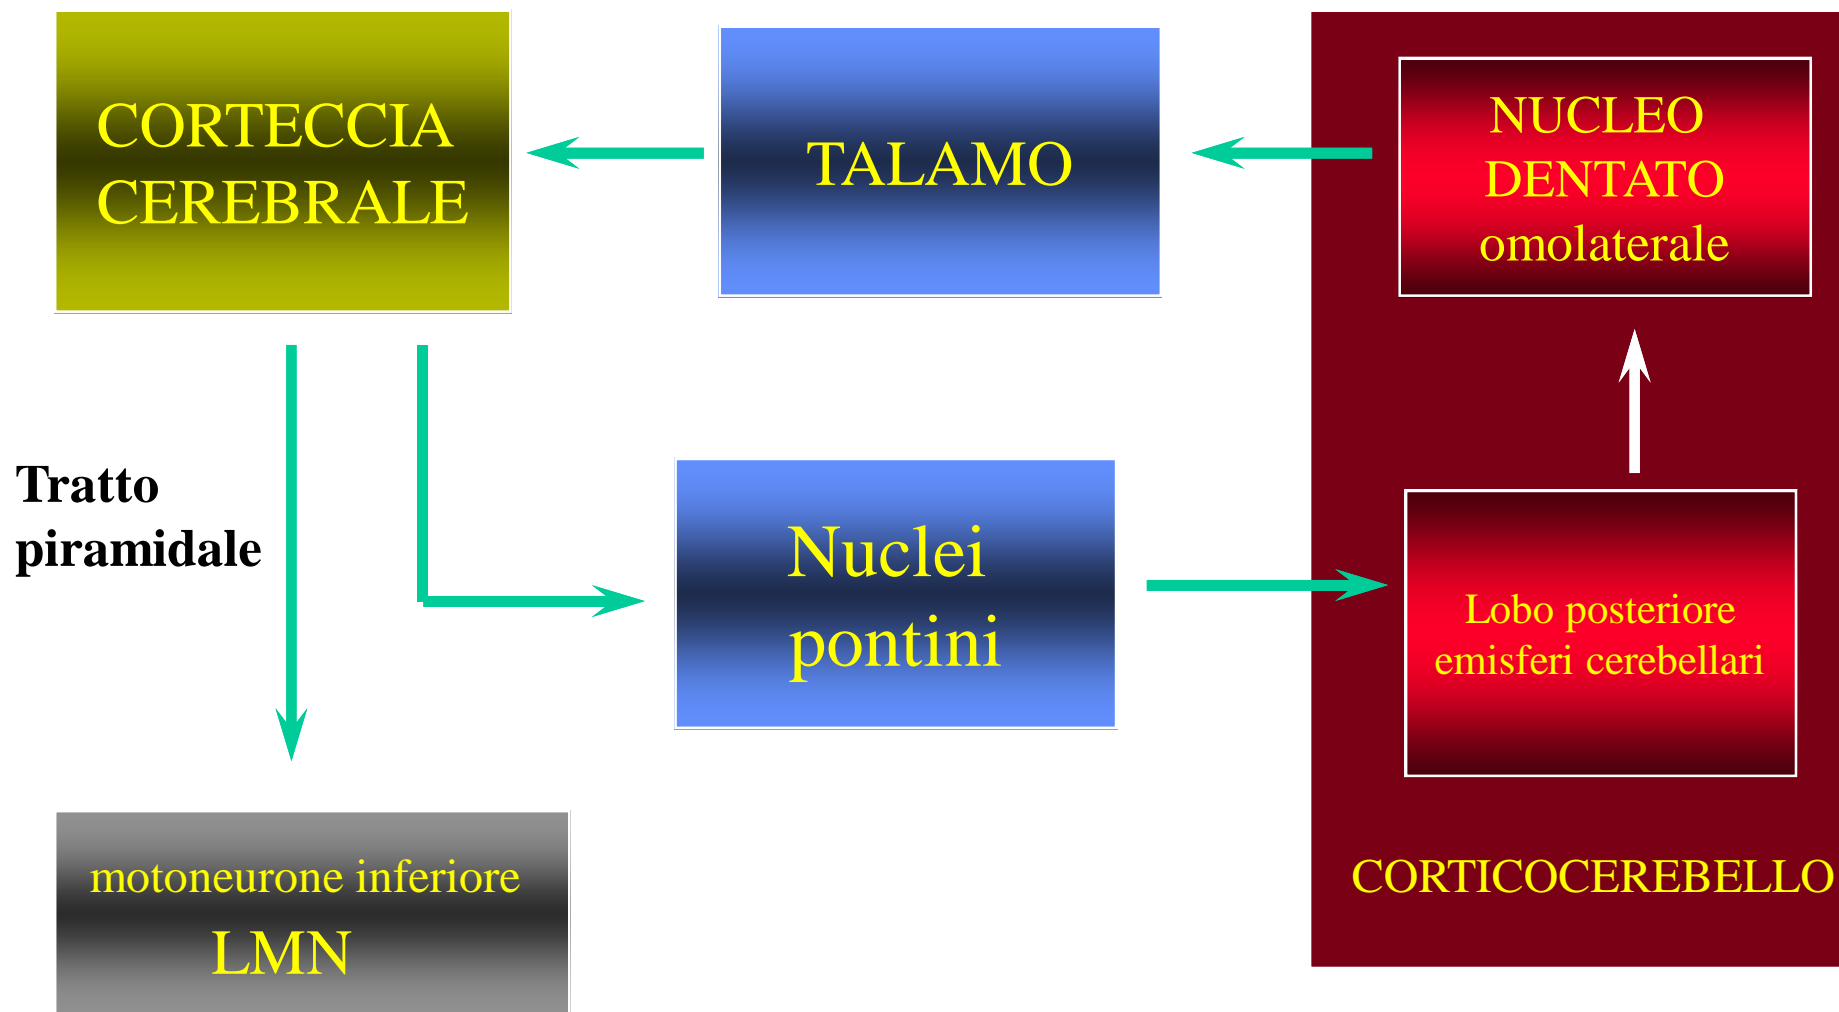 CORTECCIA
CEREBRALE
TALAMO
NUCLEO
DENTATO
omolaterale
Tratto
piramidale
Nuclei
pontini
Lobo posteriore
emisferi cerebellari
motoneurone inferiore
LMN
CORTICOCEREBELLO